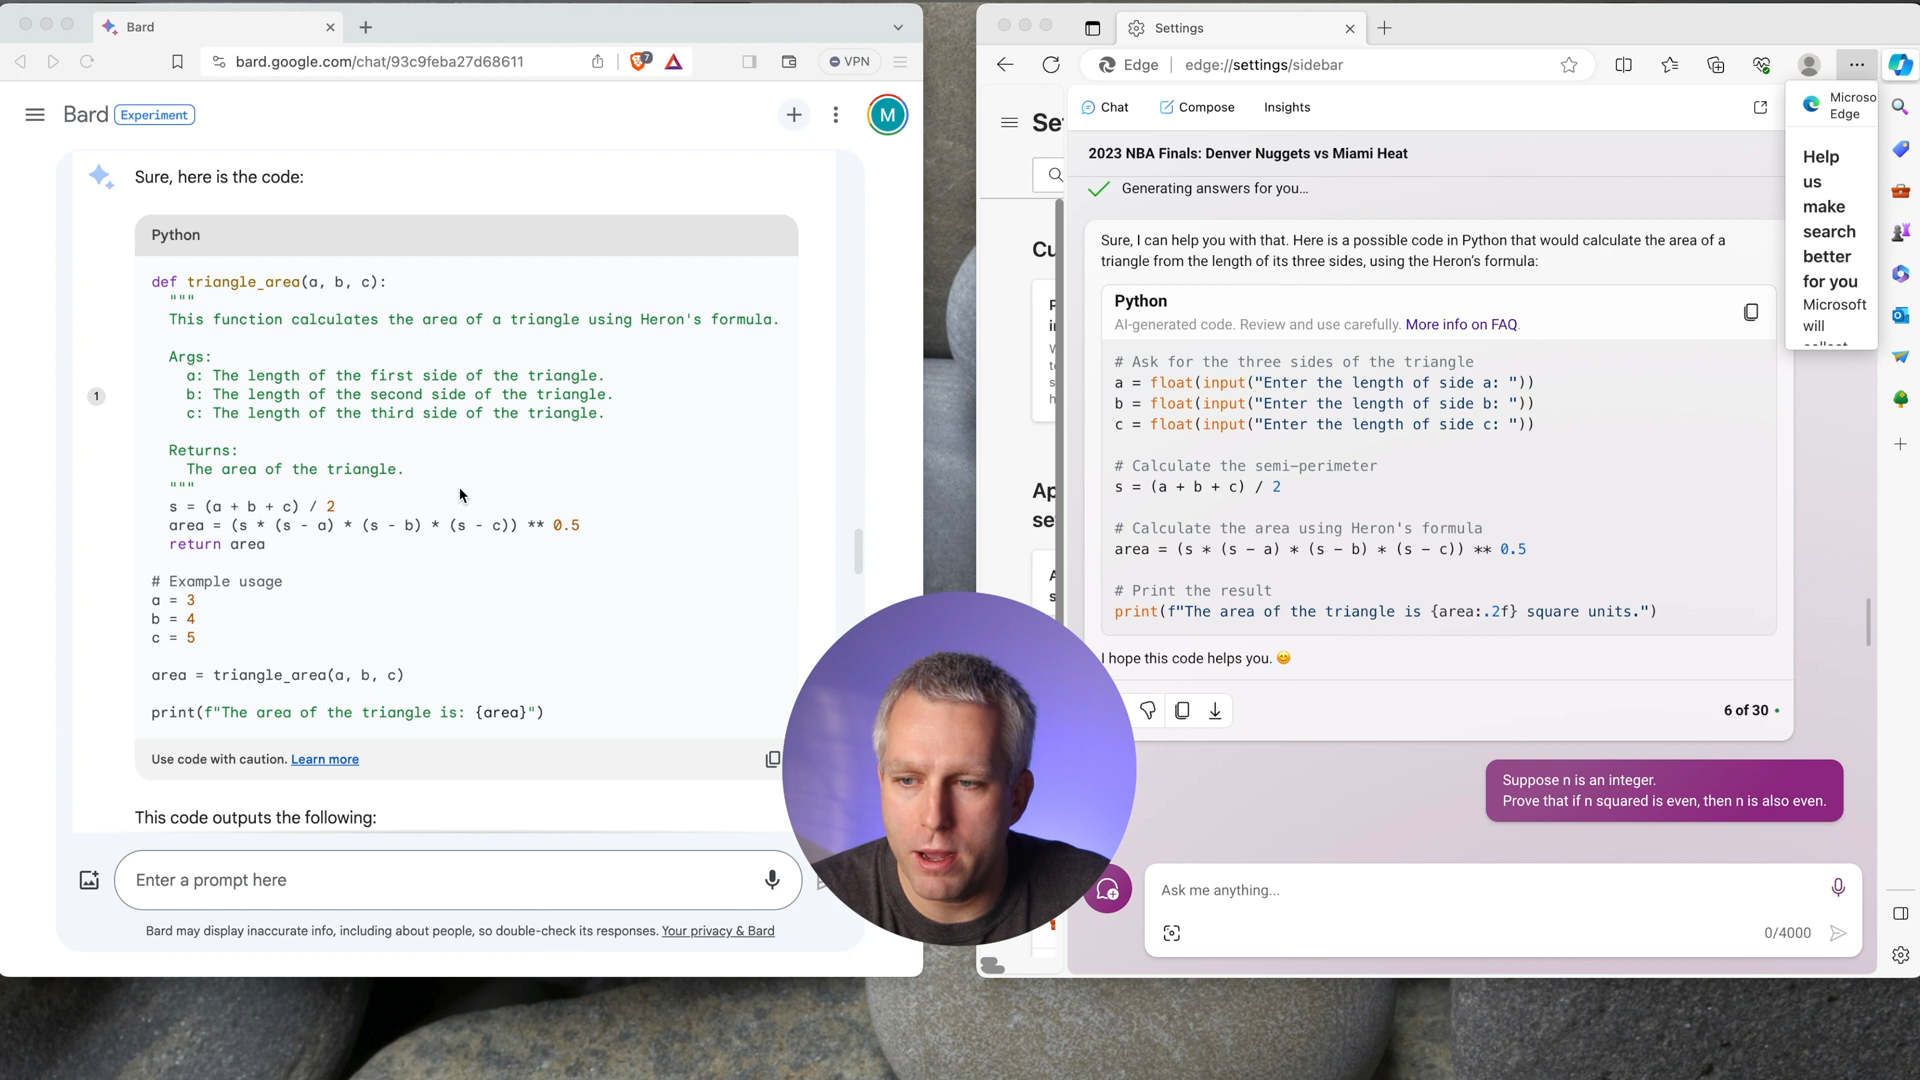 Bard
bard.google.com/chat/93c9feba27d68611
7
VPN
Bard
Experiment
M
Sure, here is the code:
Python
def triangle_area(a, b, c):
"""
This function calculates the area of a triangle using Heron's formula.
Args:
a: The length of the first side of the triangle.
b: The length of the second side of the triangle.
c: The length of the third side of the triangle.
1
Returns:
The area of the triangle.
"""
s = (a + b + c) / 2
area = (s * (s - a) * (s - b) * (s - c)) ** 0.5
return area
# Example usage
a = 3
b = 4
c = 5
area = triangle_area(a, b, c)
print(f"The area of the triangle is: {area}")
Use code with caution. Learn more
This code outputs the following:
Enter a prompt here
Bard may display inaccurate info, including about people, so double-check its responses. Your privacy & Bard
Settings
Edge
edge://settings/sidebar
Se
Cu
Ap
se
Chat
Compose
Insights
2023 NBA Finals: Denver Nuggets vs Miami Heat
Generating answers for you...
Sure, I can help you with that. Here is a possible code in Python that would calculate the area of a
triangle from the length of its three sides, using the Heron's formula:
Python
AI-generated code. Review and use carefully. More info on FAQ.
# Ask for the three sides of the triangle
a = float(input("Enter the length of side a: "))
b = float(input("Enter the length of side b: "))
c = float(input("Enter the length of side c: "))
# Calculate the semi-perimeter
s = (a + b + c) / 2
# Calculate the area using Heron's formula
area = (s * (s - a) * (s - b) * (s - c)) ** 0.5
# Print the result
print(f"The area of the triangle is {area:.2f} square units.")
I hope this code helps you. 😊
6 of 30
Suppose n is an integer.
Prove that if n squared is even, then n is also even.
Ask me anything...
0/4000
Microso
Edge
Help
us
make
search
better
for you
Microsoft
will